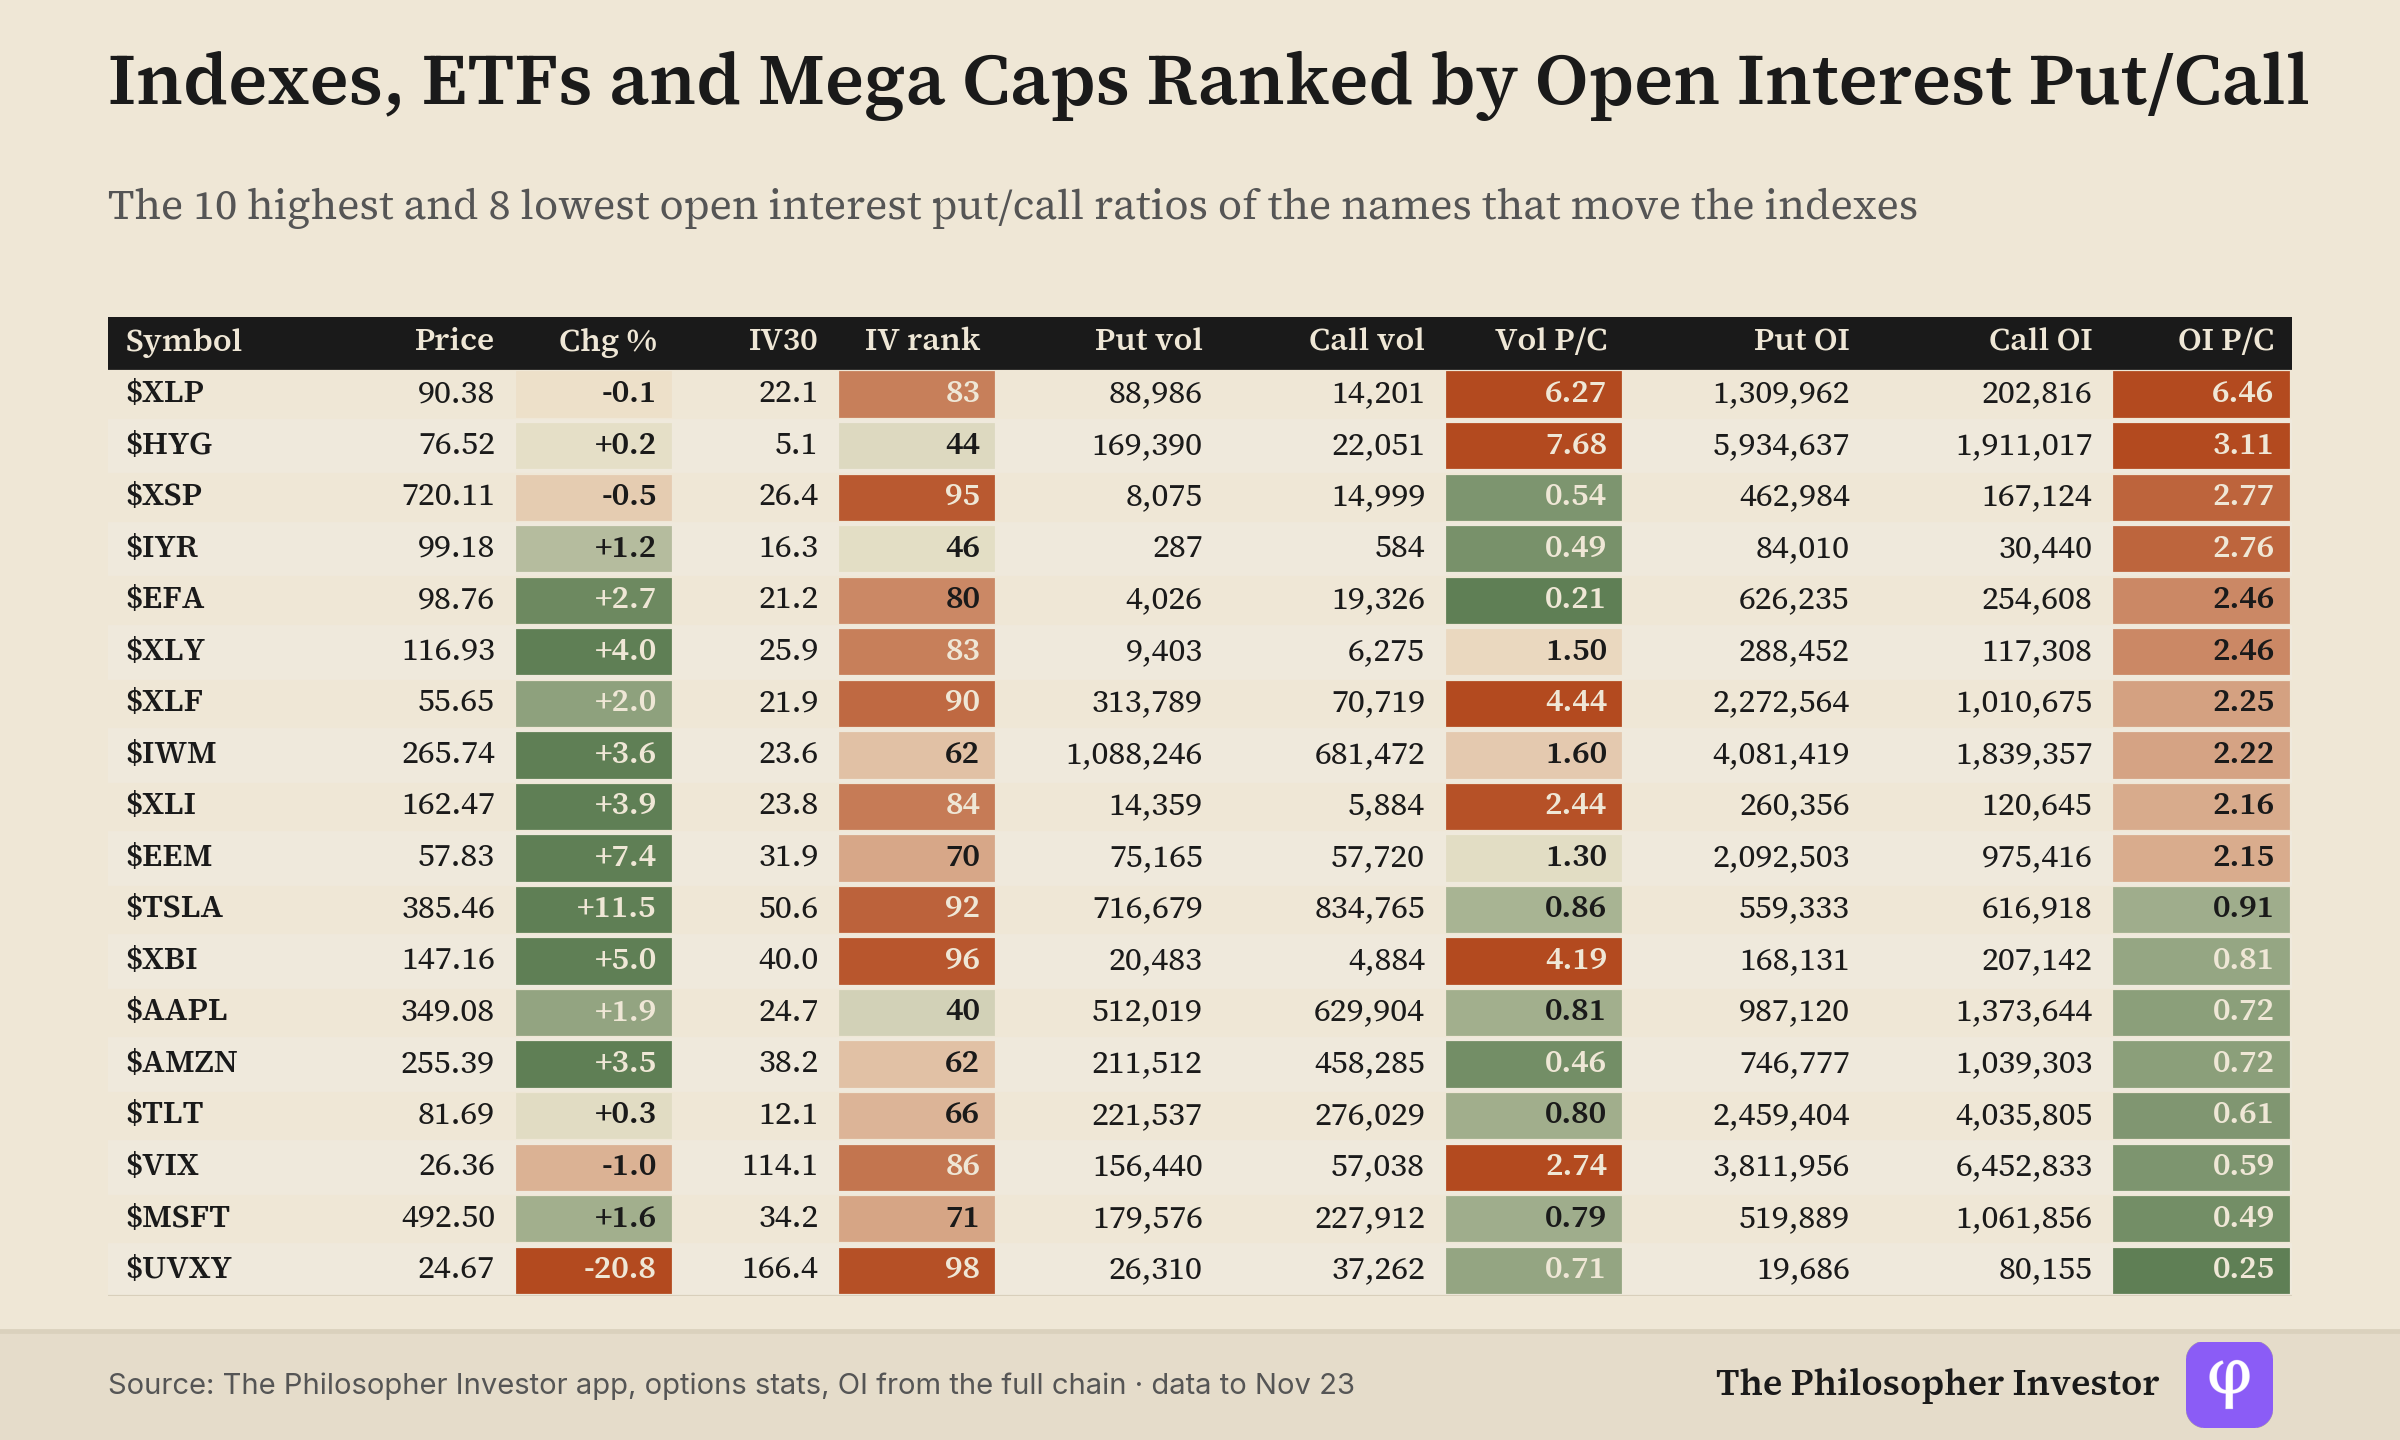 Indexes, ETFs and Mega Caps Ranked by Open Interest Put/Call
The 10 highest and 8 lowest open interest put/call ratios of the names that move the indexes
Symbol Price Chg % IV30 IV rank Put vol Call vol Vol P/C Put OI Call OI OI P/C
$XLP 90.38 -0.1 22.1 83 88,986 14,201 6.27 1,309,962 202,816 6.46
$HYG 76.52 +0.2 5.1 44 169,390 22,051 7.68 5,934,637 1,911,017 3.11
$XSP 720.11 -0.5 26.4 95 8,075 14,999 0.54 462,984 167,124 2.77
$IYR 99.18 +1.2 16.3 46 287 584 0.49 84,010 30,440 2.76
$EFA 98.76 +2.7 21.2 80 4,026 19,326 0.21 626,235 254,608 2.46
$XLY 116.93 +4.0 25.9 83 9,403 6,275 1.50 288,452 117,308 2.46
$XLF 55.65 +2.0 21.9 90 313,789 70,719 4.44 2,272,564 1,010,675 2.25
$IWM 265.74 +3.6 23.6 62 1,088,246 681,472 1.60 4,081,419 1,839,357 2.22
$XLI 162.47 +3.9 23.8 84 14,359 5,884 2.44 260,356 120,645 2.16
$EEM 57.83 +7.4 31.9 70 75,165 57,720 1.30 2,092,503 975,416 2.15
$TSLA 385.46 +11.5 50.6 92 716,679 834,765 0.86 559,333 616,918 0.91
$XBI 147.16 +5.0 40.0 96 20,483 4,884 4.19 168,131 207,142 0.81
$AAPL 349.08 +1.9 24.7 40 512,019 629,904 0.81 987,120 1,373,644 0.72
$AMZN 255.39 +3.5 38.2 62 211,512 458,285 0.46 746,777 1,039,303 0.72
$TLT 81.69 +0.3 12.1 66 221,537 276,029 0.80 2,459,404 4,035,805 0.61
$VIX 26.36 -1.0 114.1 86 156,440 57,038 2.74 3,811,956 6,452,833 0.59
$MSFT 492.50 +1.6 34.2 71 179,576 227,912 0.79 519,889 1,061,856 0.49
$UVXY 24.67 -20.8 166.4 98 26,310 37,262 0.71 19,686 80,155 0.25
Source: The Philosopher Investor app, options stats, OI from the full chain · data to Nov 23
The Philosopher Investor φ